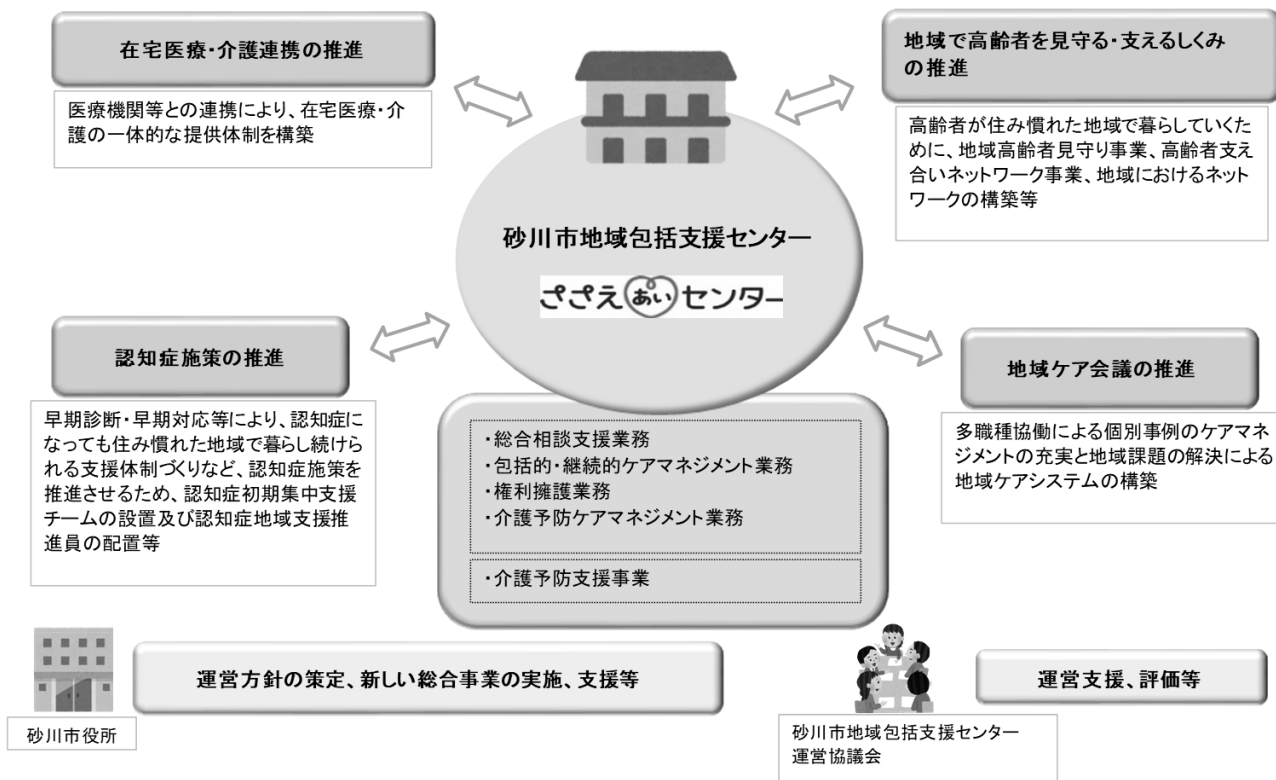 在宅医療・介護連携の推進
医療機関等との連携により、在宅医療・介
護の一体的な提供体制を構築
地域で高齢者を見守る・支えるしくみ
の推進
高齢者が住み慣れた地域で暮らしていくた
めに、地域高齢者見守り事業、高齢者支え
合いネットワーク事業、地域におけるネット
ワークの構築等
砂川市地域包括支援センター
ささえあいセンター
認知症施策の推進
早期診断・早期対応等により、認知症に
なっても住み慣れた地域で暮らし続けら
れる支援体制づくりなど、認知症施策を
推進させるため、認知症初期集中支援
チームの設置及び認知症地域支援推
進員の配置等
地域ケア会議の推進
多職種協働による個別事例のケアマネ
ジメントの充実と地域課題の解決による
地域ケアシステムの構築
・総合相談支援業務
・包括的・継続的ケアマネジメント業務
・権利擁護業務
・介護予防ケアマネジメント業務
・介護予防支援事業
運営方針の策定、新しい総合事業の実施、支援等
砂川市役所
運営支援、評価等
砂川市地域包括支援センター
運営協議会